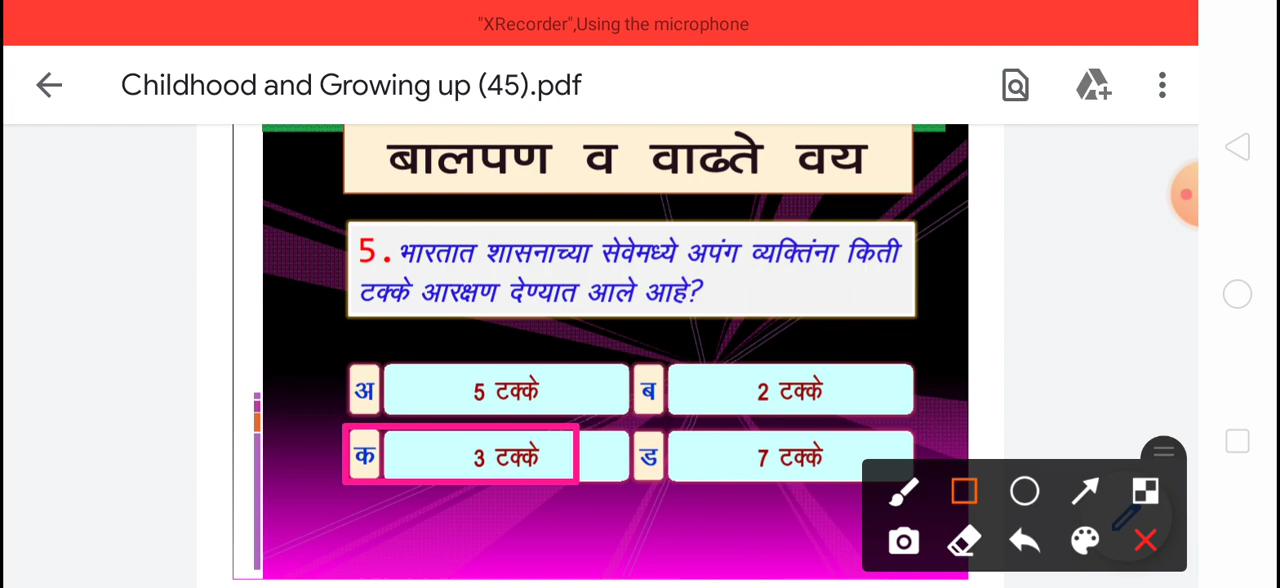 "XRecorder",Using the microphone
Childhood and Growing up (45).pdf
बालपण व वाढते वय
5. भारतात शासनाच्या सेवेमध्ये अपंग व्यक्तिंना किती
टक्के आरक्षण देण्यात आले आहे?
अ 5 टक्के ब 2 टक्के
क 3 टक्के ड 7 टक्के